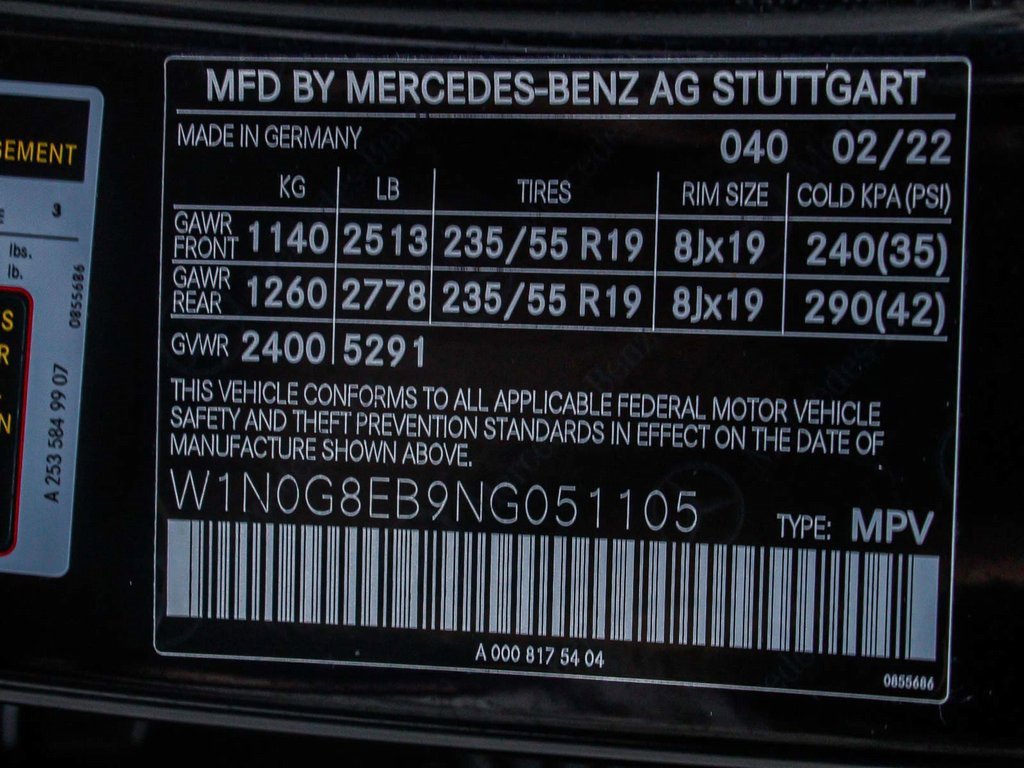 MFD BY MERCEDES-BENZ AG STUTTGART
MADE IN GERMANY 040 02/22
KG LB TIRES RIM SIZE COLD KPA (PSI)
GAWR FRONT 1140 2513 235/55 R19 8Jx19 240(35)
GAWR REAR 1260 2778 235/55 R19 8Jx19 290(42)
GVWR 2400 5291
THIS VEHICLE CONFORMS TO ALL APPLICABLE FEDERAL MOTOR VEHICLE
SAFETY AND THEFT PREVENTION STANDARDS IN EFFECT ON THE DATE OF
MANUFACTURE SHOWN ABOVE.
W1N0G8EB9NG051105 TYPE: MPV
A 000 817 54 04
0855686
3
lbs.
lb.
0855686
A 253 584 99 07